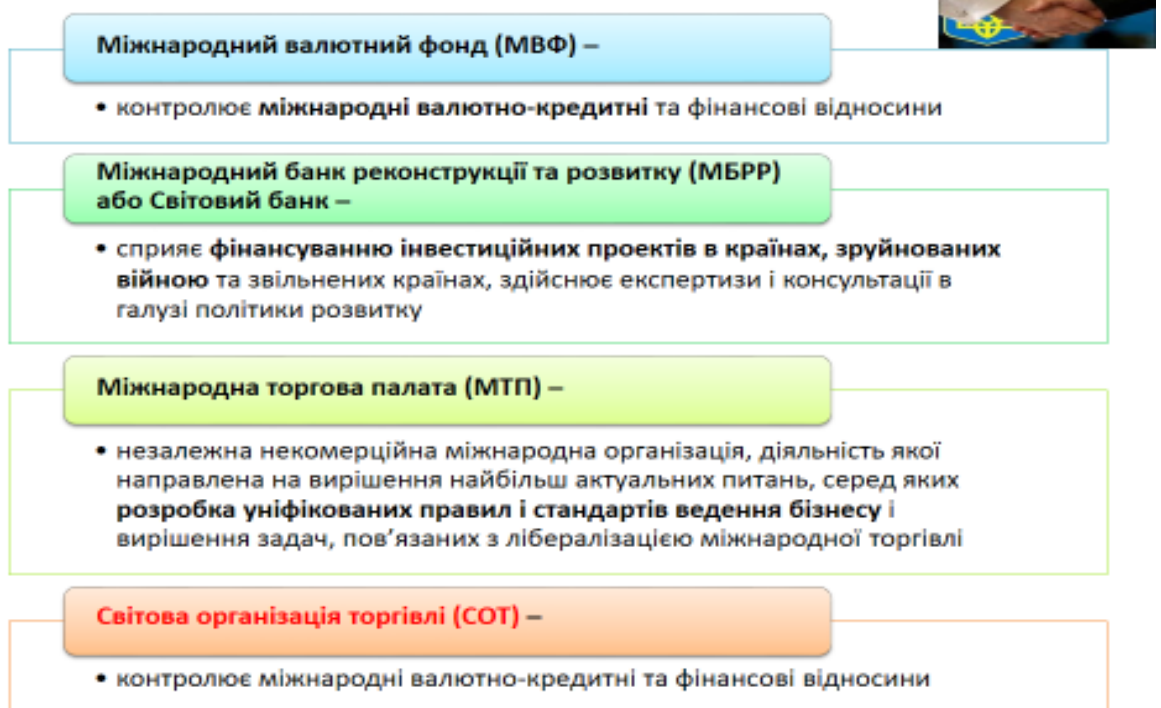 Міжнародний валютний фонд (МВФ) –
• контролює міжнародні валютно-кредитні та фінансові відносини
Міжнародний банк реконструкції та розвитку (МБРР)
або Світовий банк –
• сприяє фінансуванню інвестиційних проектів в країнах, зруйнованих
війною та звільнених країнах, здійснює експертизи і консультації в
галузі політики розвитку
Міжнародна торгова палата (МТП) –
• незалежна некомерційна міжнародна організація, діяльність якої
направлена на вирішення найбільш актуальних питань, серед яких
розробка уніфікованих правил і стандартів ведення бізнесу і
вирішення задач, пов’язаних з лібералізацією міжнародної торгівлі
Світова організація торгівлі (СОТ) –
• контролює міжнародні валютно-кредитні та фінансові відносини